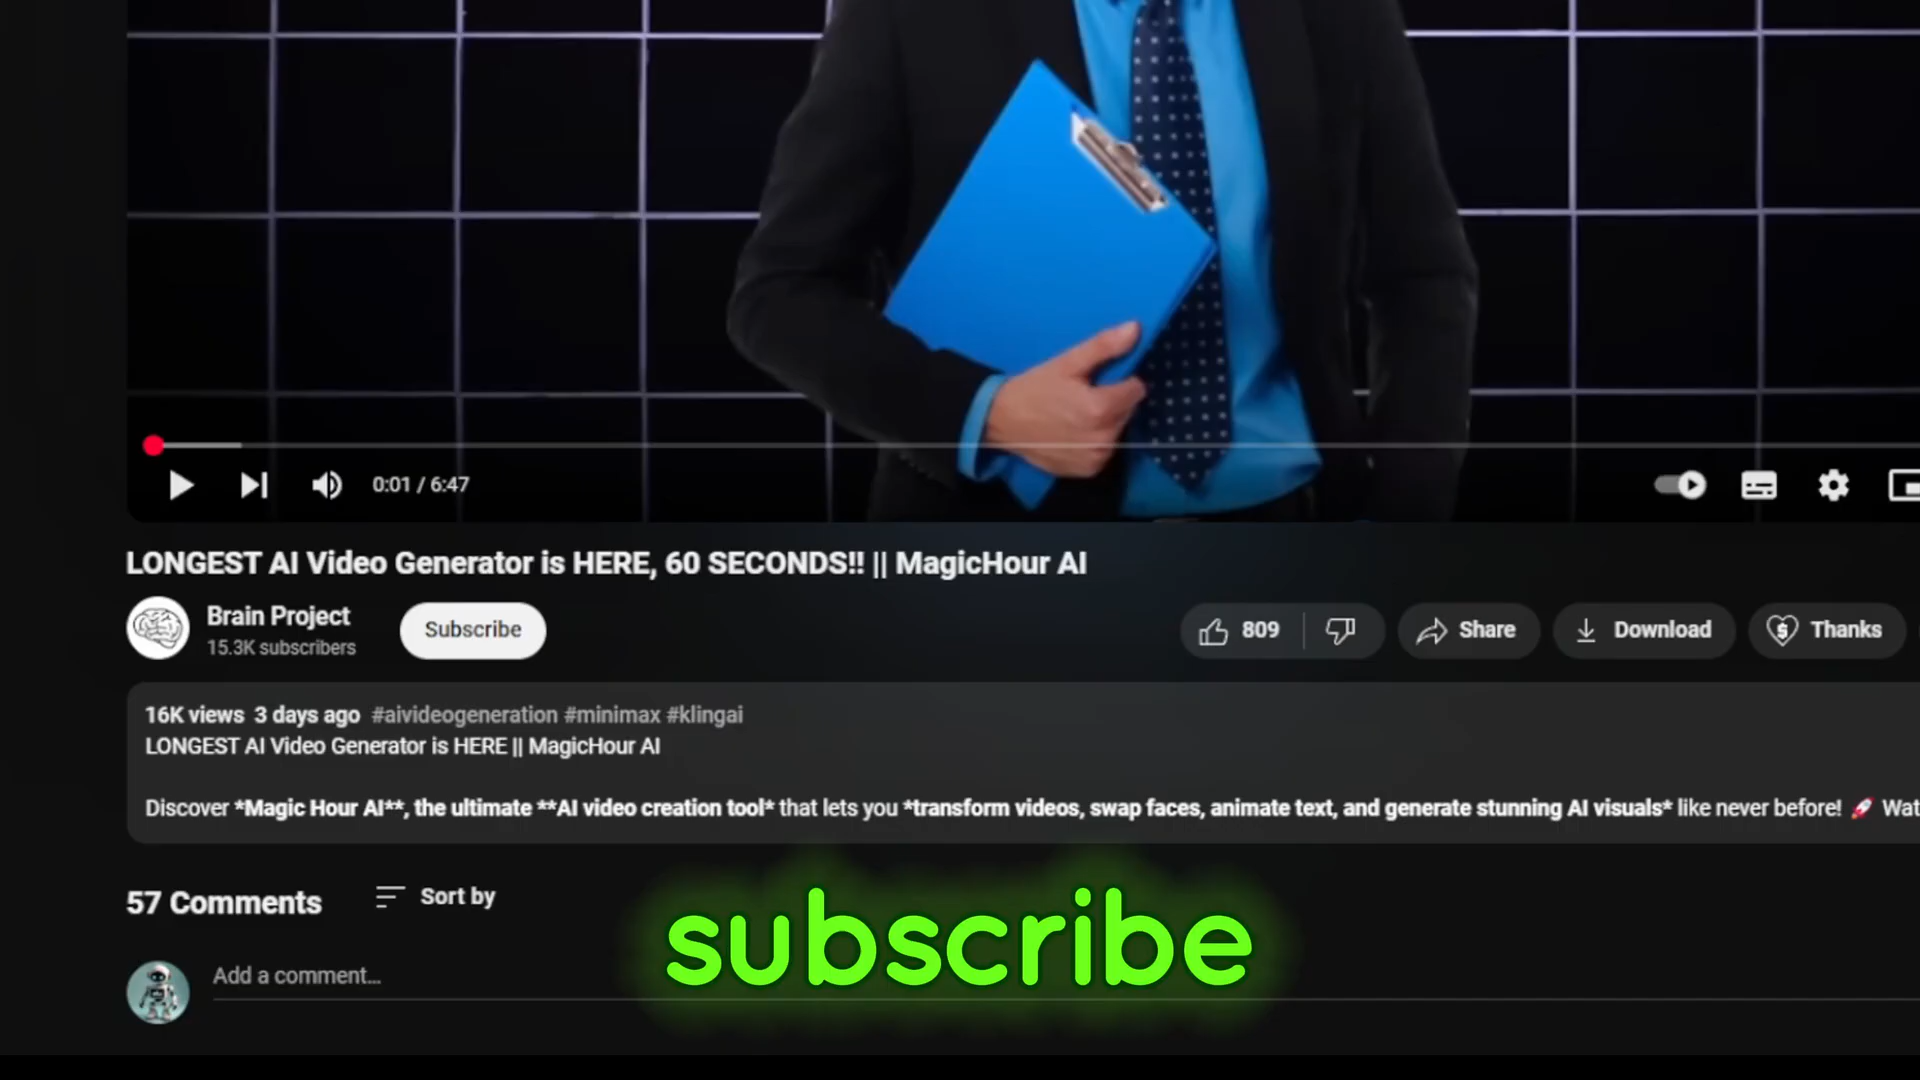 0:01 / 6:47
LONGEST AI Video Generator is HERE, 60 SECONDS!! || MagicHour AI
Brain Project
15.3K subscribers
Subscribe
809
Share
Download
Thanks
16K views 3 days ago #aivideogeneration #minimax #klingai
LONGEST AI Video Generator is HERE || MagicHour AI
Discover *Magic Hour AI**, the ultimate **AI video creation tool* that lets you *transform videos, swap faces, animate text, and generate stunning AI visuals* like never before! 🚀 Wat
57 Comments
Sort by
subscribe
Add a comment...